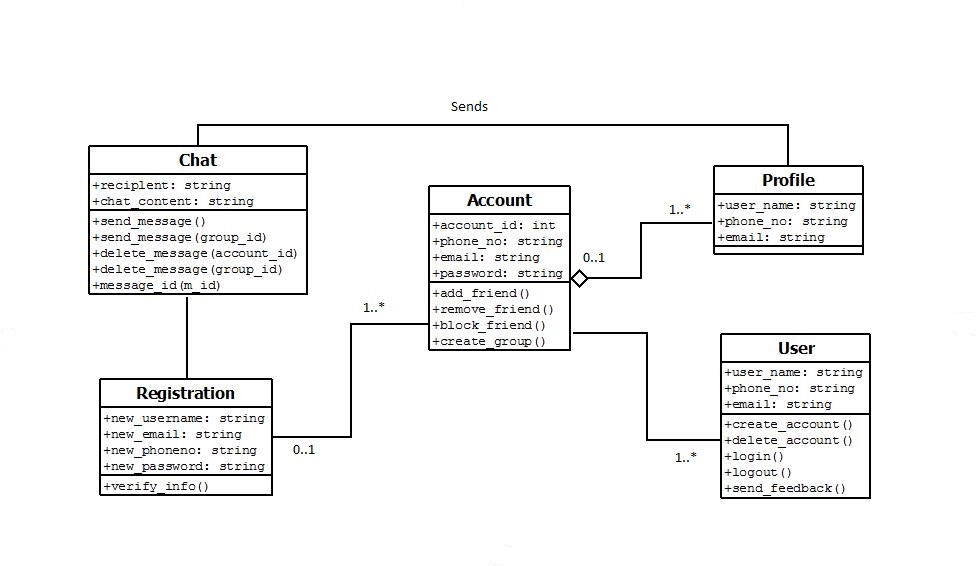 Sends
Chat
+reciplent: string
+chat_content: string
+send_message()
+send_message(group_id)
+delete_message(account_id)
+delete_message(group_id)
+message_id(m_id)
Account
+account_id: int
+phone_no: string
+email: string
+password: string
+add_friend()
+remove_friend()
+block_friend()
+create_group()
0..1
1..*
Profile
+user_name: string
+phone_no: string
+email: string
1..*
Registration
+new_username: string
+new_email: string
+new_phoneno: string
+new_password: string
+verify_info()
0..1
User
+user_name: string
+phone_no: string
+email: string
+create_account()
+delete_account()
+login()
+logout()
+send_feedback()
1..*